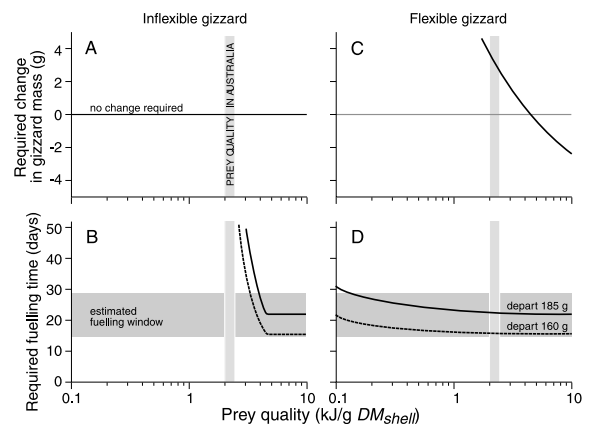 Inflexible gizzard
Flexible gizzard
Required change
in gizzard mass (g)
4
2
0
-2
-4
A
no change required
PREY QUALITY IN AUSTRALIA
C
Required fuelling time (days)
50
40
30
20
10
0
B
estimated
fuelling window
D
depart 185 g
depart 160 g
0.1
1
10
0.1
1
10
Prey quality (kJ/g DMshell)